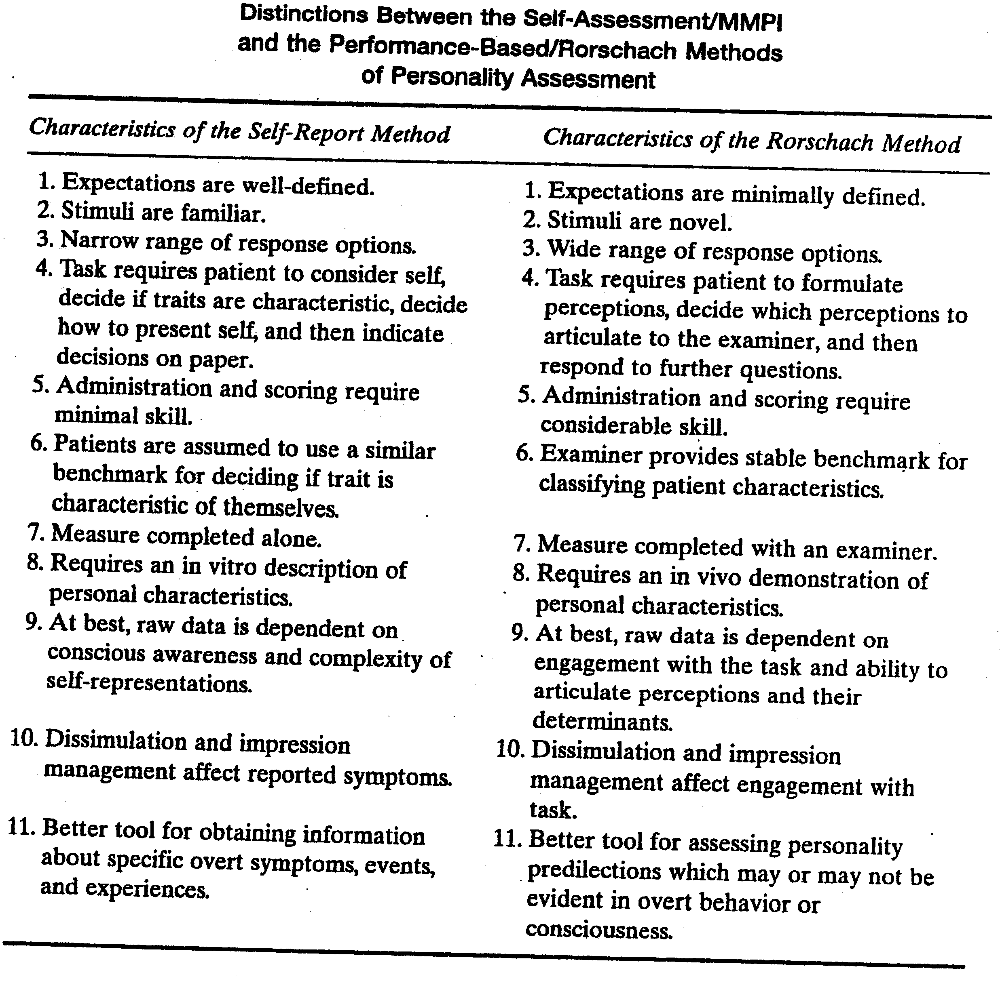 Distinctions Between the Self-Assessment/MMPI
and the Performance-Based/Rorschach Methods
of Personality Assessment
Characteristics of the Self-Report Method
1. Expectations are well-defined.
2. Stimuli are familiar.
3. Narrow range of response options.
4. Task requires patient to consider self,
decide if traits are characteristic, decide
how to present self, and then indicate
decisions on paper.
5. Administration and scoring require
minimal skill.
6. Patients are assumed to use a similar
benchmark for deciding if trait is
characteristic of themselves.
7. Measure completed alone.
8. Requires an in vitro description of
personal characteristics.
9. At best, raw data is dependent on
conscious awareness and complexity of
self-representations.
10. Dissimulation and impression
management affect reported symptoms.
11. Better tool for obtaining information
about specific overt symptoms, events,
and experiences.
Characteristics of the Rorschach Method
1. Expectations are minimally defined.
2. Stimuli are novel.
3. Wide range of response options.
4. Task requires patient to formulate
perceptions, decide which perceptions to
articulate to the examiner, and then
respond to further questions.
5. Administration and scoring require
considerable skill.
6. Examiner provides stable benchmark for
classifying patient characteristics.
7. Measure completed with an examiner.
8. Requires an in vivo demonstration of
personal characteristics.
9. At best, raw data is dependent on
engagement with the task and ability to
articulate perceptions and their
determinants.
10. Dissimulation and impression
management affect engagement with
task.
11. Better tool for assessing personality
predilections which may or may not be
evident in overt behavior or
consciousness.